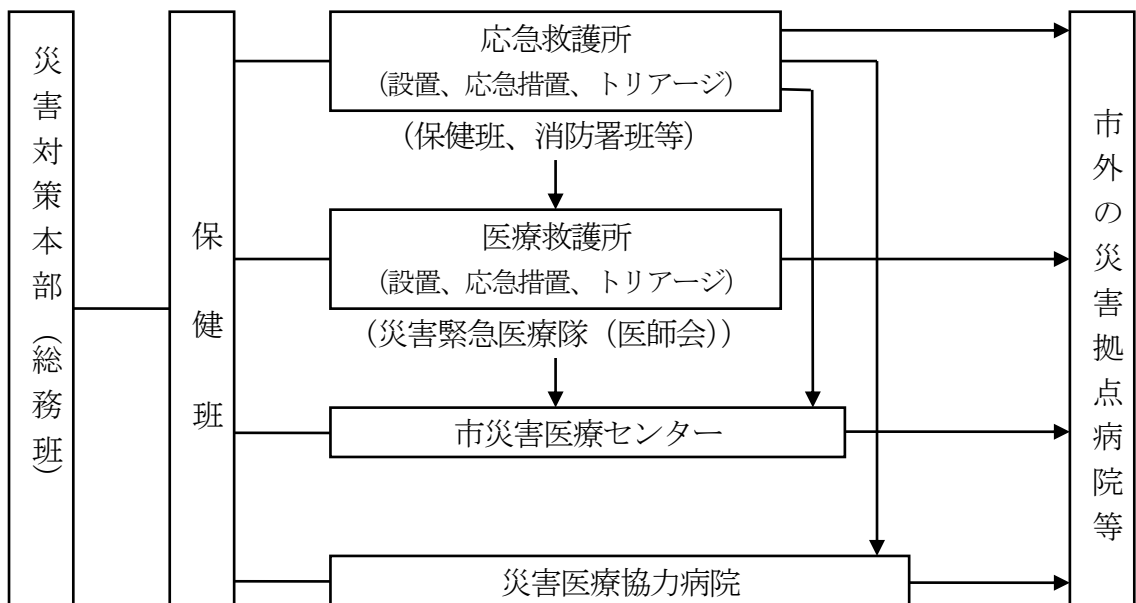 災害対策本部（総務班）
保健班
応急救護所
（設置、応急措置、トリアージ）
（保健班、消防署班等）
医療救護所
（設置、応急措置、トリアージ）
（災害緊急医療隊（医師会））
市災害医療センター
災害医療協力病院
市外の災害拠点病院等